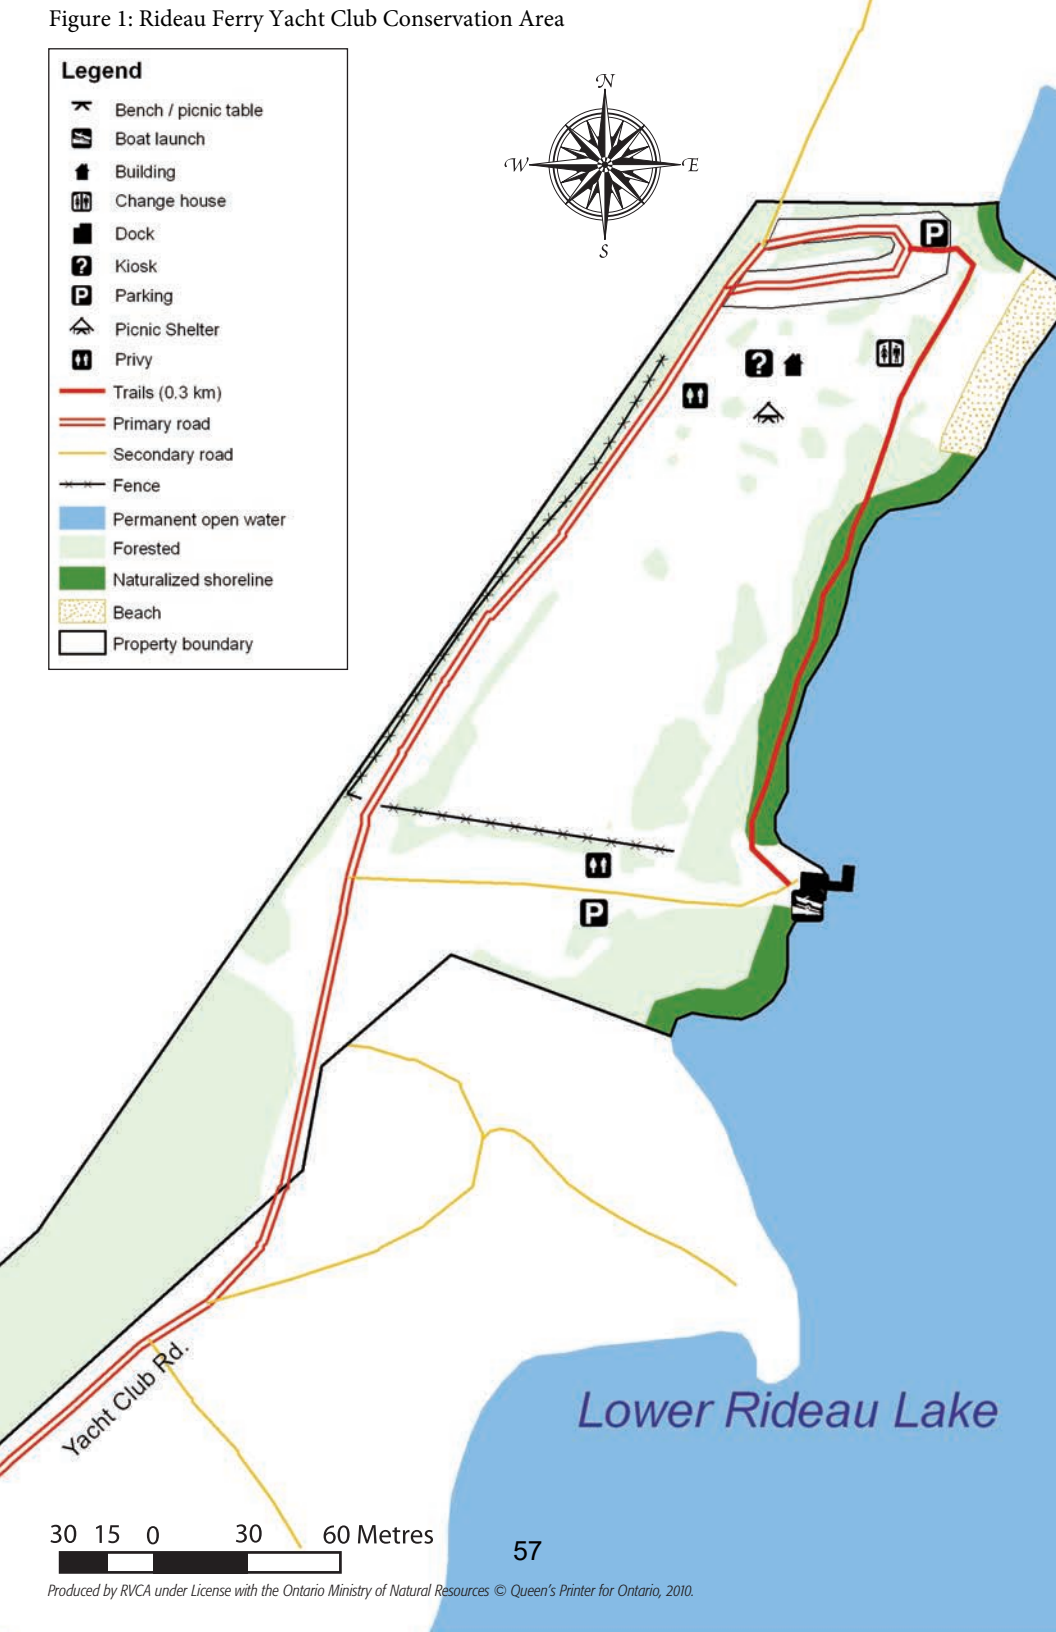 Figure 1: Rideau Ferry Yacht Club Conservation Area
Legend
Bench / picnic table
Boat launch
Building
Change house
Dock
? Kiosk
P Parking
Picnic Shelter
Privy
Trails (0.3 km)
Primary road
Secondary road
Fence
Permanent open water
Forested
Naturalized shoreline
Beach
Property boundary
N
W E
S
P
?
P
Yacht Club Rd.
Lower Rideau Lake
30 15 0 30 60 Metres
57
Produced by RVCA under License with the Ontario Ministry of Natural Resources © Queen's Printer for Ontario, 2010.